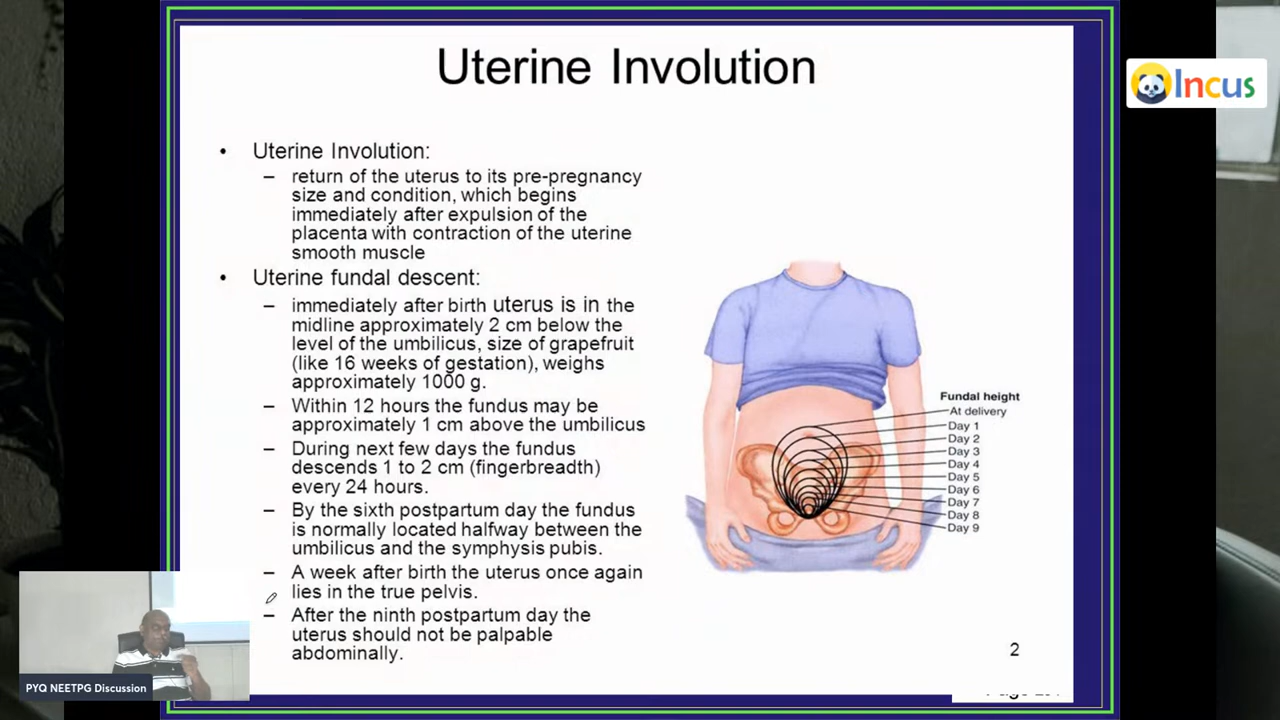 Uterine Involution
Incus
• Uterine Involution:
– return of the uterus to its pre-pregnancy
size and condition, which begins
immediately after expulsion of the
placenta with contraction of the uterine
smooth muscle
• Uterine fundal descent:
– immediately after birth uterus is in the
midline approximately 2 cm below the
level of the umbilicus, size of grapefruit
(like 16 weeks of gestation), weighs
approximately 1000 g.
– Within 12 hours the fundus may be
approximately 1 cm above the umbilicus
– During next few days the fundus
descends 1 to 2 cm (fingerbreadth)
every 24 hours.
– By the sixth postpartum day the fundus
is normally located halfway between the
umbilicus and the symphysis pubis.
– A week after birth the uterus once again
lies in the true pelvis.
– After the ninth postpartum day the
uterus should not be palpable
abdominally.
Fundal height
At delivery
Day 1
Day 2
Day 3
Day 4
Day 5
Day 6
Day 7
Day 8
Day 9
2
PYQ NEETPG Discussion